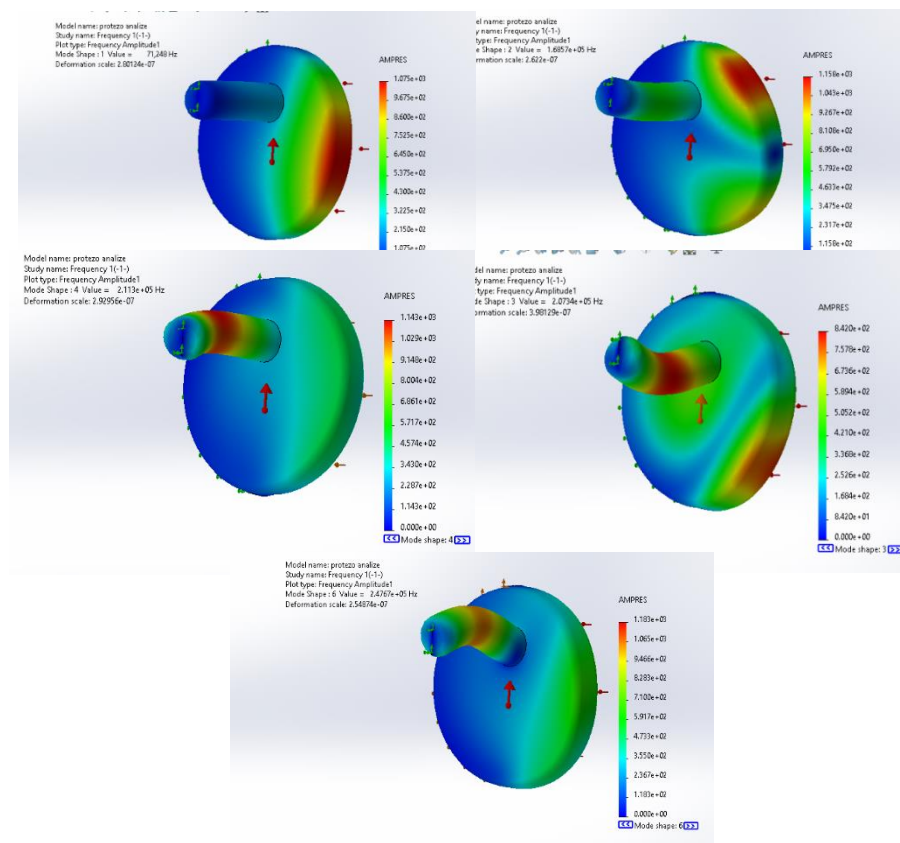 Model name: protezo analize
Study name: Frequency 1(-1-)
Plot type: Frequency Amplitude1
Mode Shape : 1 Value = 71,248 Hz
Deformation scale: 2.80124e-07
AMPRES
1.075e+03
9.675e+02
8.600e+02
7.525e+02
6.450e+02
5.375e+02
4.300e+02
3.225e+02
2.150e+02
1.075e+02
el name: protezo analize
y name: Frequency 1(-1-)
type: Frequency Amplitude1
e Shape : 2 Value = 1.6857e+05 Hz
rmation scale: 2.622e-07
AMPRES
1.158e+03
1.043e+03
9.267e+02
8.108e+02
6.950e+02
5.792e+02
4.633e+02
3.475e+02
2.317e+02
1.158e+02
Model name: protezo analize
Study name: Frequency 1(-1-)
Plot type: Frequency Amplitude1
Mode Shape : 4 Value = 2.113e+05 Hz
Deformation scale: 2.92956e-07
AMPRES
1.143e+03
1.029e+03
9.148e+02
8.004e+02
6.861e+02
5.717e+02
4.574e+02
3.430e+02
2.287e+02
1.143e+02
0.000e+00
<< Mode shape: 4 >>
del name: protezo analize
y name: Frequency 1(-1-)
type: Frequency Amplitude1
de Shape : 3 Value = 2.0734e+05 Hz
ormation scale: 3.98129e-07
AMPRES
8.420e+02
7.578e+02
6.736e+02
5.894e+02
5.052e+02
4.210e+02
3.368e+02
2.526e+02
1.684e+02
8.420e+01
0.000e+00
<< Mode shape: 3 >>
Model name: protezo analize
Study name: Frequency 1(-1-)
Plot type: Frequency Amplitude1
Mode Shape : 6 Value = 2.4767e+05 Hz
Deformation scale: 2.54874e-07
AMPRES
1.183e+03
1.065e+03
9.466e+02
8.283e+02
7.100e+02
5.917e+02
4.733e+02
3.550e+02
2.367e+02
1.183e+02
0.000e+00
<< Mode shape: 6 >>